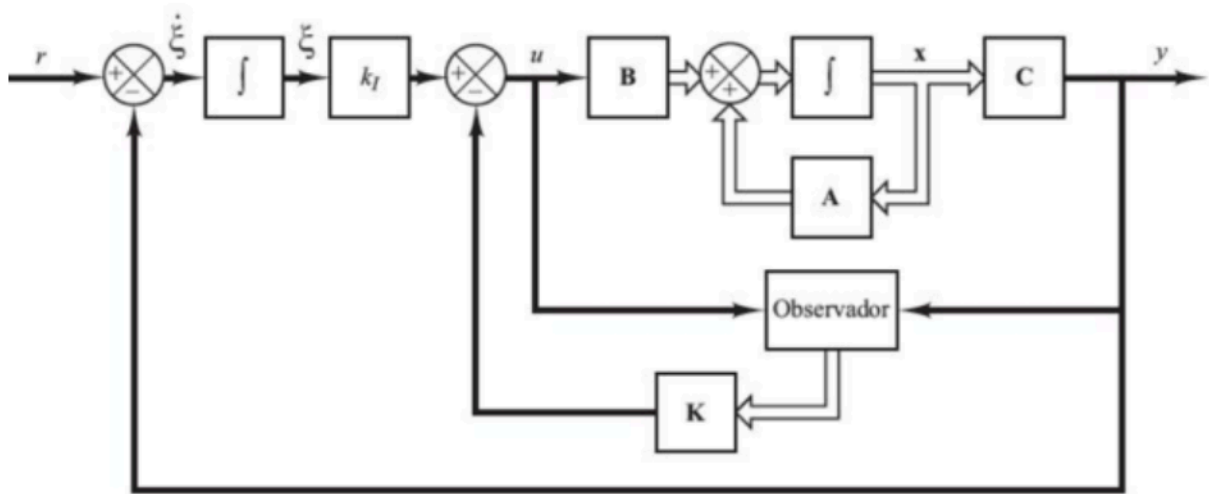 r
+
−
ξ̇
∫
ξ
k_I
+
−
u
B
+
+
∫
x
C
y
A
Observador
K